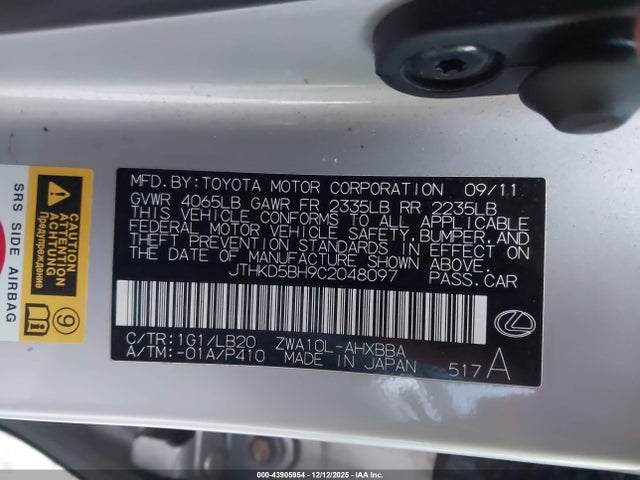 MFD.BY:TOYOTA MOTOR CORPORATION 09/11
GVWR 4065LB GAWR FR 2335LB RR 2235LB
THIS VEHICLE CONFORMS TO ALL APPLICABLE
FEDERAL MOTOR VEHICLE SAFETY,BUMPER,AND
THEFT PREVENTION STANDARDS IN EFFECT ON
THE DATE OF MANUFACTURE SHOWN ABOVE.
JTHKD5BH9C2048097 PASS.CAR
C/TR:1G1/LB20 ZWA10L-AHXBBA
A/TM:-01A/P410 MADE IN JAPAN 517A
SRS SIDE AIRBAG
CAUTION
ATTENTION
ACHTUNG
Предупреждение
9
#00-43905954 | 12/12/2025 - IAA Inc.